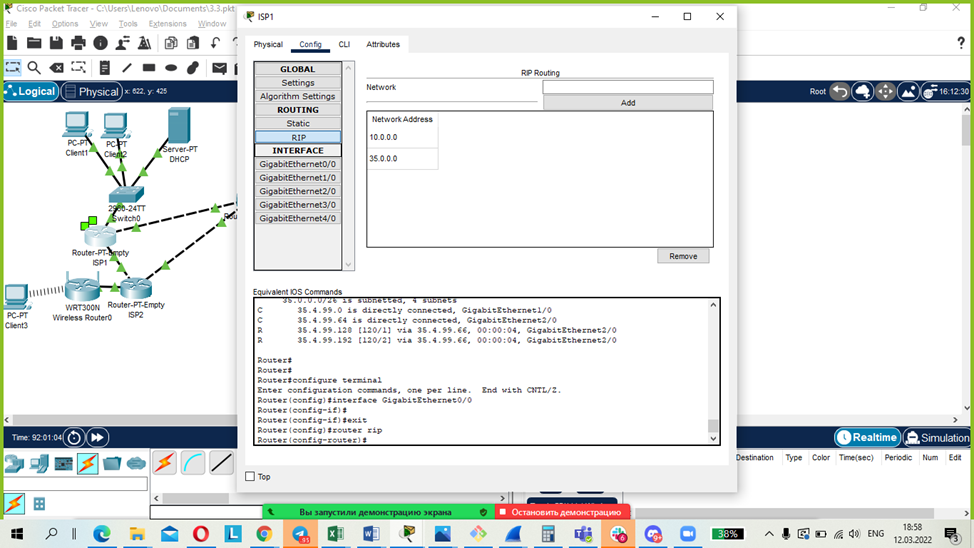 Cisco Packet Tracer - C:\Users\Lenovo\Documents\3.3.pkt
File Edit Options View Tools Extensions Window
ISP1
Physical Config CLI Attributes
GLOBAL
Settings
Algorithm Settings
ROUTING
Static
RIP
INTERFACE
GigabitEthernet0/0
GigabitEthernet1/0
GigabitEthernet2/0
GigabitEthernet3/0
GigabitEthernet4/0
RIP Routing
Network
Add
Network Address
10.0.0.0
35.0.0.0
Remove
Equivalent IOS Commands
35.0.0.0/26 is subnetted, 4 subnets
C 35.4.99.0 is directly connected, GigabitEthernet1/0
C 35.4.99.64 is directly connected, GigabitEthernet2/0
R 35.4.99.128 [120/1] via 35.4.99.66, 00:00:04, GigabitEthernet2/0
R 35.4.99.192 [120/2] via 35.4.99.66, 00:00:04, GigabitEthernet2/0
Router#
Router#
Router#configure terminal
Enter configuration commands, one per line. End with CNTL/Z.
Router(config)#interface GigabitEthernet0/0
Router(config-if)#
Router(config-if)#exit
Router(config)#router rip
Router(config-router)#
Top
Logical Physical x: 622, y: 425
Root 16:12:30
PC-PT
Client1
PC-PT
Client2
Server-PT
DHCP
2950-24TT
Switch0
Router-PT-Empty
ISP1
PC-PT
Client3
WRT300N
Wireless Router0
Router-PT-Empty
ISP2
Time: 92:01:04
Realtime Simulation
Destination Type Color Time(sec) Periodic Num Edit
Вы запустили демонстрацию экрана
Остановить демонстрацию
38%
ENG
18:58
12.03.2022